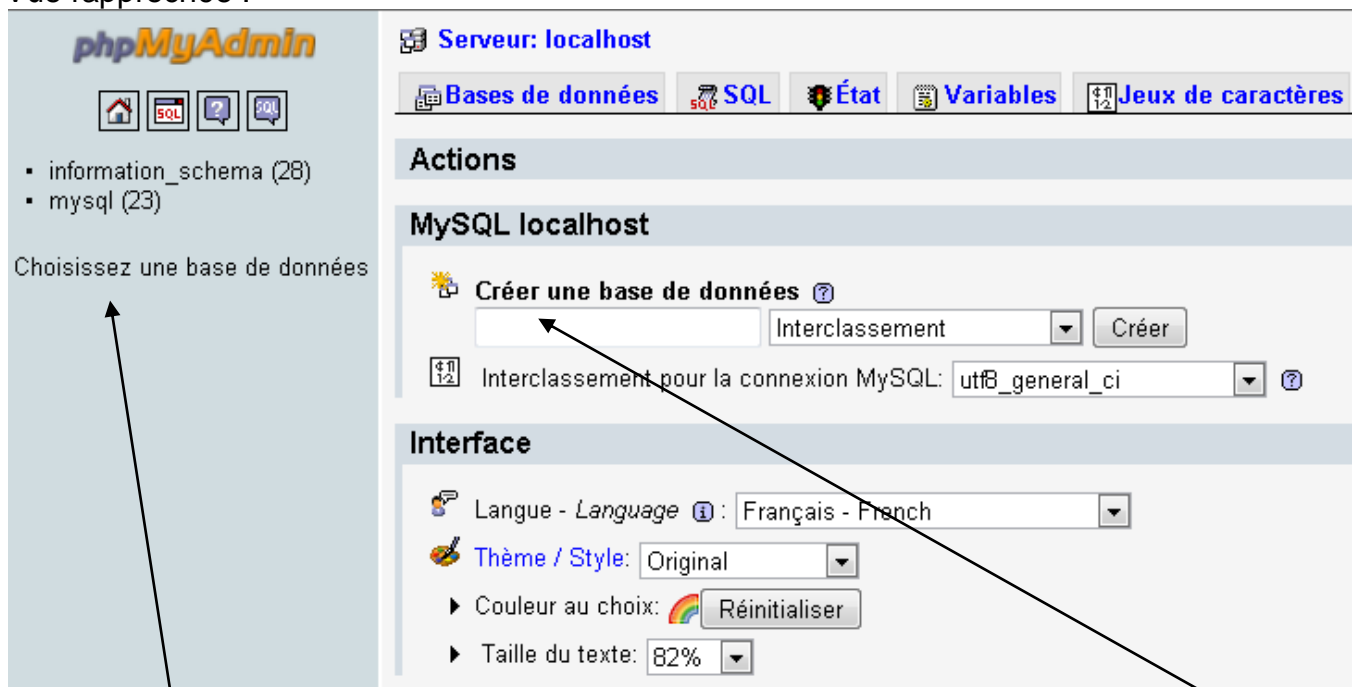 phpMyAdmin
SQL
SQL
information_schema (28)
mysql (23)
Choisissez une base de données
Serveur: localhost
Bases de données SQL État Variables Jeux de caractères
Actions
MySQL localhost
Créer une base de données
Interclassement Créer
Interclassement pour la connexion MySQL: utf8_general_ci
Interface
Langue - Language : Français - French
Thème / Style: Original
Couleur au choix: Réinitialiser
Taille du texte: 82%